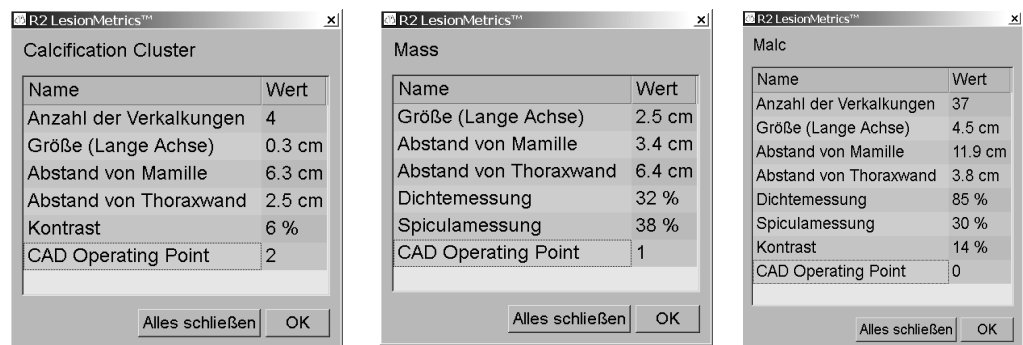 R2 LesionMetrics™
Calcification Cluster
Name Wert
Anzahl der Verkalkungen 4
Größe (Lange Achse) 0.3 cm
Abstand von Mamille 6.3 cm
Abstand von Thoraxwand 2.5 cm
Kontrast 6 %
CAD Operating Point 2
Alles schließen OK
R2 LesionMetrics™
Mass
Name Wert
Größe (Lange Achse) 2.5 cm
Abstand von Mamille 3.4 cm
Abstand von Thoraxwand 6.4 cm
Dichtemessung 32 %
Spiculamessung 38 %
CAD Operating Point 1
Alles schließen OK
R2 LesionMetrics™
Malc
Name Wert
Anzahl der Verkalkungen 37
Größe (Lange Achse) 4.5 cm
Abstand von Mamille 11.9 cm
Abstand von Thoraxwand 3.8 cm
Dichtemessung 85 %
Spiculamessung 30 %
Kontrast 14 %
CAD Operating Point 0
Alles schließen OK